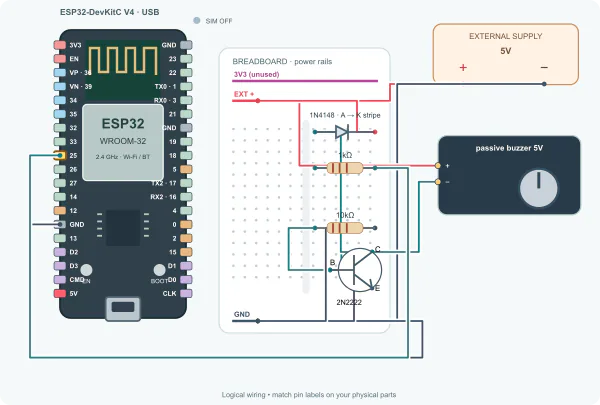 ESP32-DevKitC V4 · USB
SIM OFF
3V3
EN
VP · 36
VN · 39
34
35
32
33
25
26
27
14
12
GND
13
D2
D3
CMD
5V
GND
23
22
TX0 · 1
RX0 · 3
21
GND
19
18
5
TX2 · 17
RX2 · 16
4
0
2
15
D1
D0
CLK
ESP32
WROOM-32
2.4 GHz · Wi-Fi / BT
EN
BOOT
BREADBOARD · power rails
3V3 (unused)
EXT +
1N4148 · A → K stripe
1kΩ
10kΩ
B
C
E
2N2222
GND
EXTERNAL SUPPLY
5V
+
−
passive buzzer 5V
+
−
Logical wiring • match pin labels on your physical parts